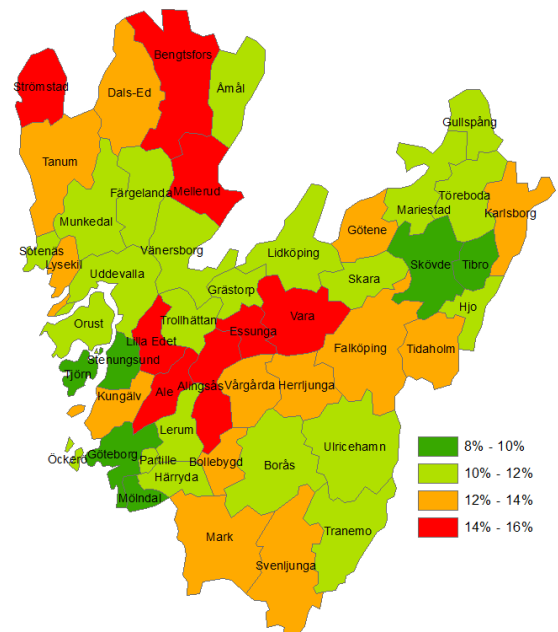 Bengtsfors
Strömstad
Dals-Ed
Åmål
Gullspång
Tanum
Färgelanda
Mellerud
Töreboda
Karlsborg
Munkedal
Mariestad
Götene
Sotenäs
Lysekil
Vänersborg
Lidköping
Skövde
Tibro
Uddevalla
Grästorp
Skara
Hjo
Orust
Trollhättan
Vara
Lilla Edet
Essunga
Falköping
Tidaholm
Stenungsund
Tjörn
Kungälv
Ale
Alingsås
Vårgårda
Herrljunga
Göteborg
Lerum
Ulricehamn
8% - 10%
Öckerö
Partille
Bollebygd
Borås
10% - 12%
Härryda
12% - 14%
Mölndal
14% - 16%
Tranemo
Mark
Svenljunga